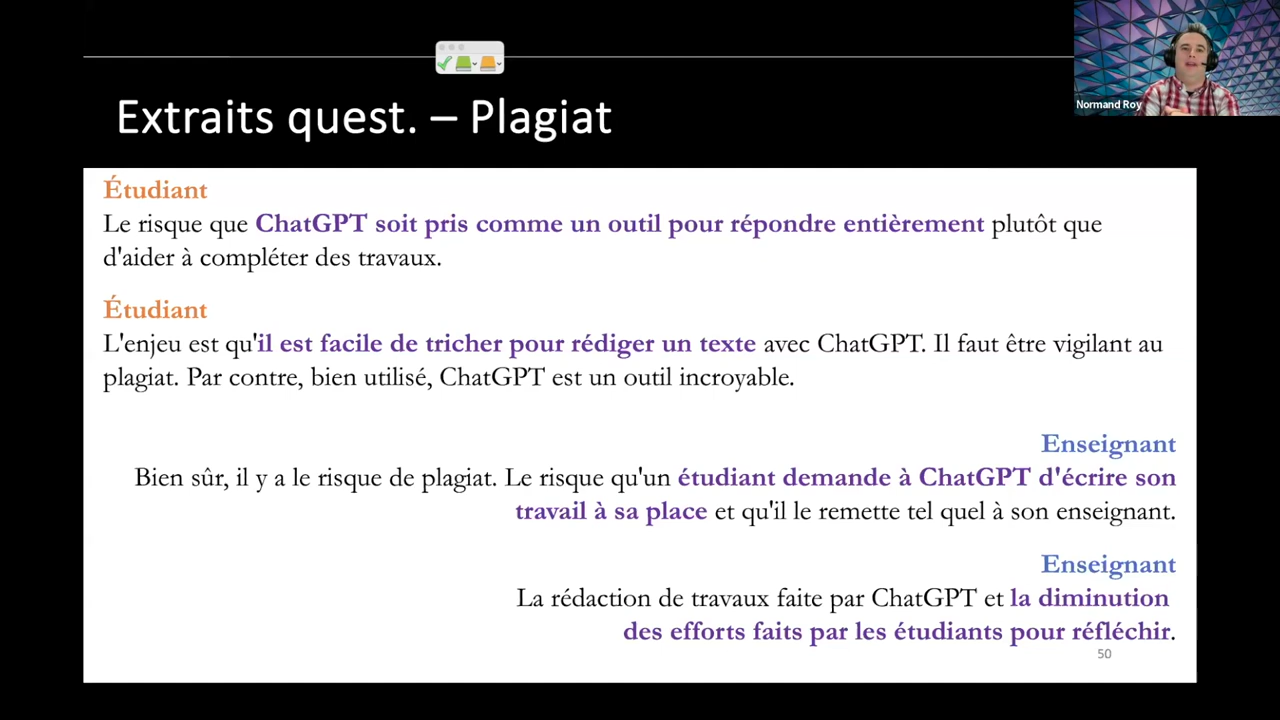 Normand Roy
Extraits quest. – Plagiat
Étudiant
Le risque que ChatGPT soit pris comme un outil pour répondre entièrement plutôt que
d'aider à compléter des travaux.
Étudiant
L'enjeu est qu'il est facile de tricher pour rédiger un texte avec ChatGPT. Il faut être vigilant au
plagiat. Par contre, bien utilisé, ChatGPT est un outil incroyable.
Enseignant
Bien sûr, il y a le risque de plagiat. Le risque qu'un étudiant demande à ChatGPT d'écrire son
travail à sa place et qu'il le remette tel quel à son enseignant.
Enseignant
La rédaction de travaux faite par ChatGPT et la diminution
des efforts faits par les étudiants pour réfléchir.
50